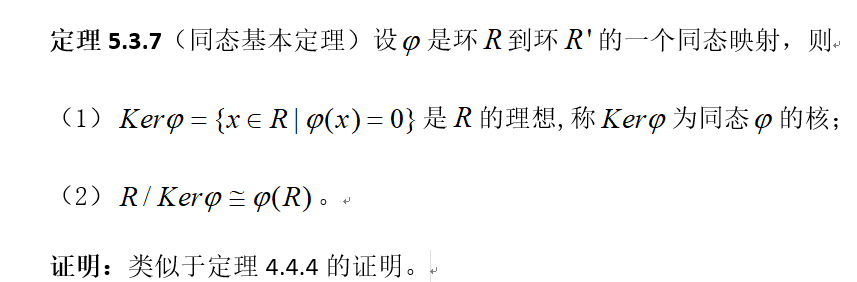 定理 5.3.7（同态基本定理）设 φ 是环 R 到环 R' 的一个同态映射，则
（1） Kerφ = {x ∈ R | φ(x) = 0} 是 R 的理想, 称 Kerφ 为同态 φ 的核；
（2） R / Kerφ ≅ φ(R) 。
证明：类似于定理 4.4.4 的证明。